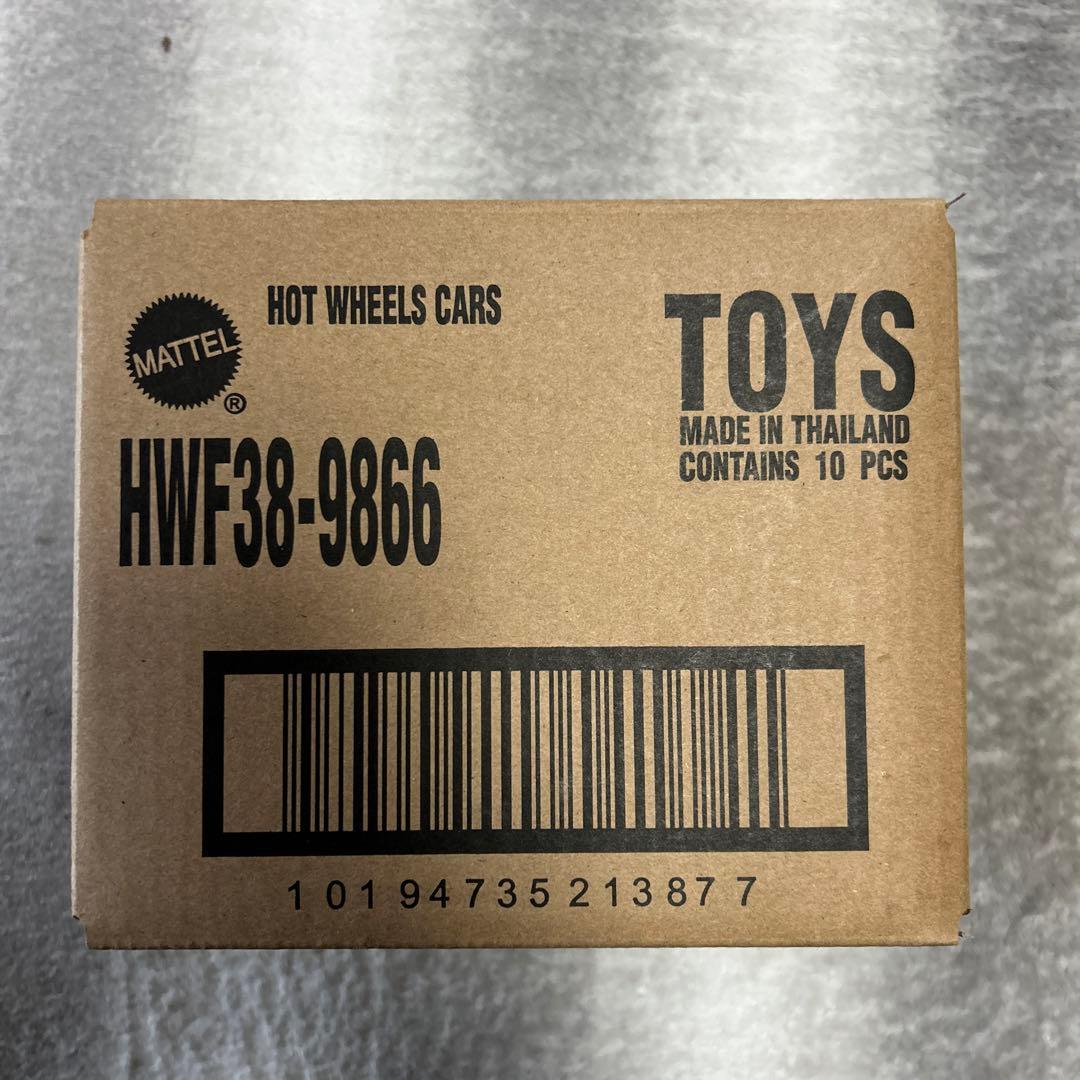 HOT WHEELS CARS
MATTEL
®
HWF38-9866
TOYS
MADE IN THAILAND
CONTAINS 10 PCS
1 01 94735 21387 7